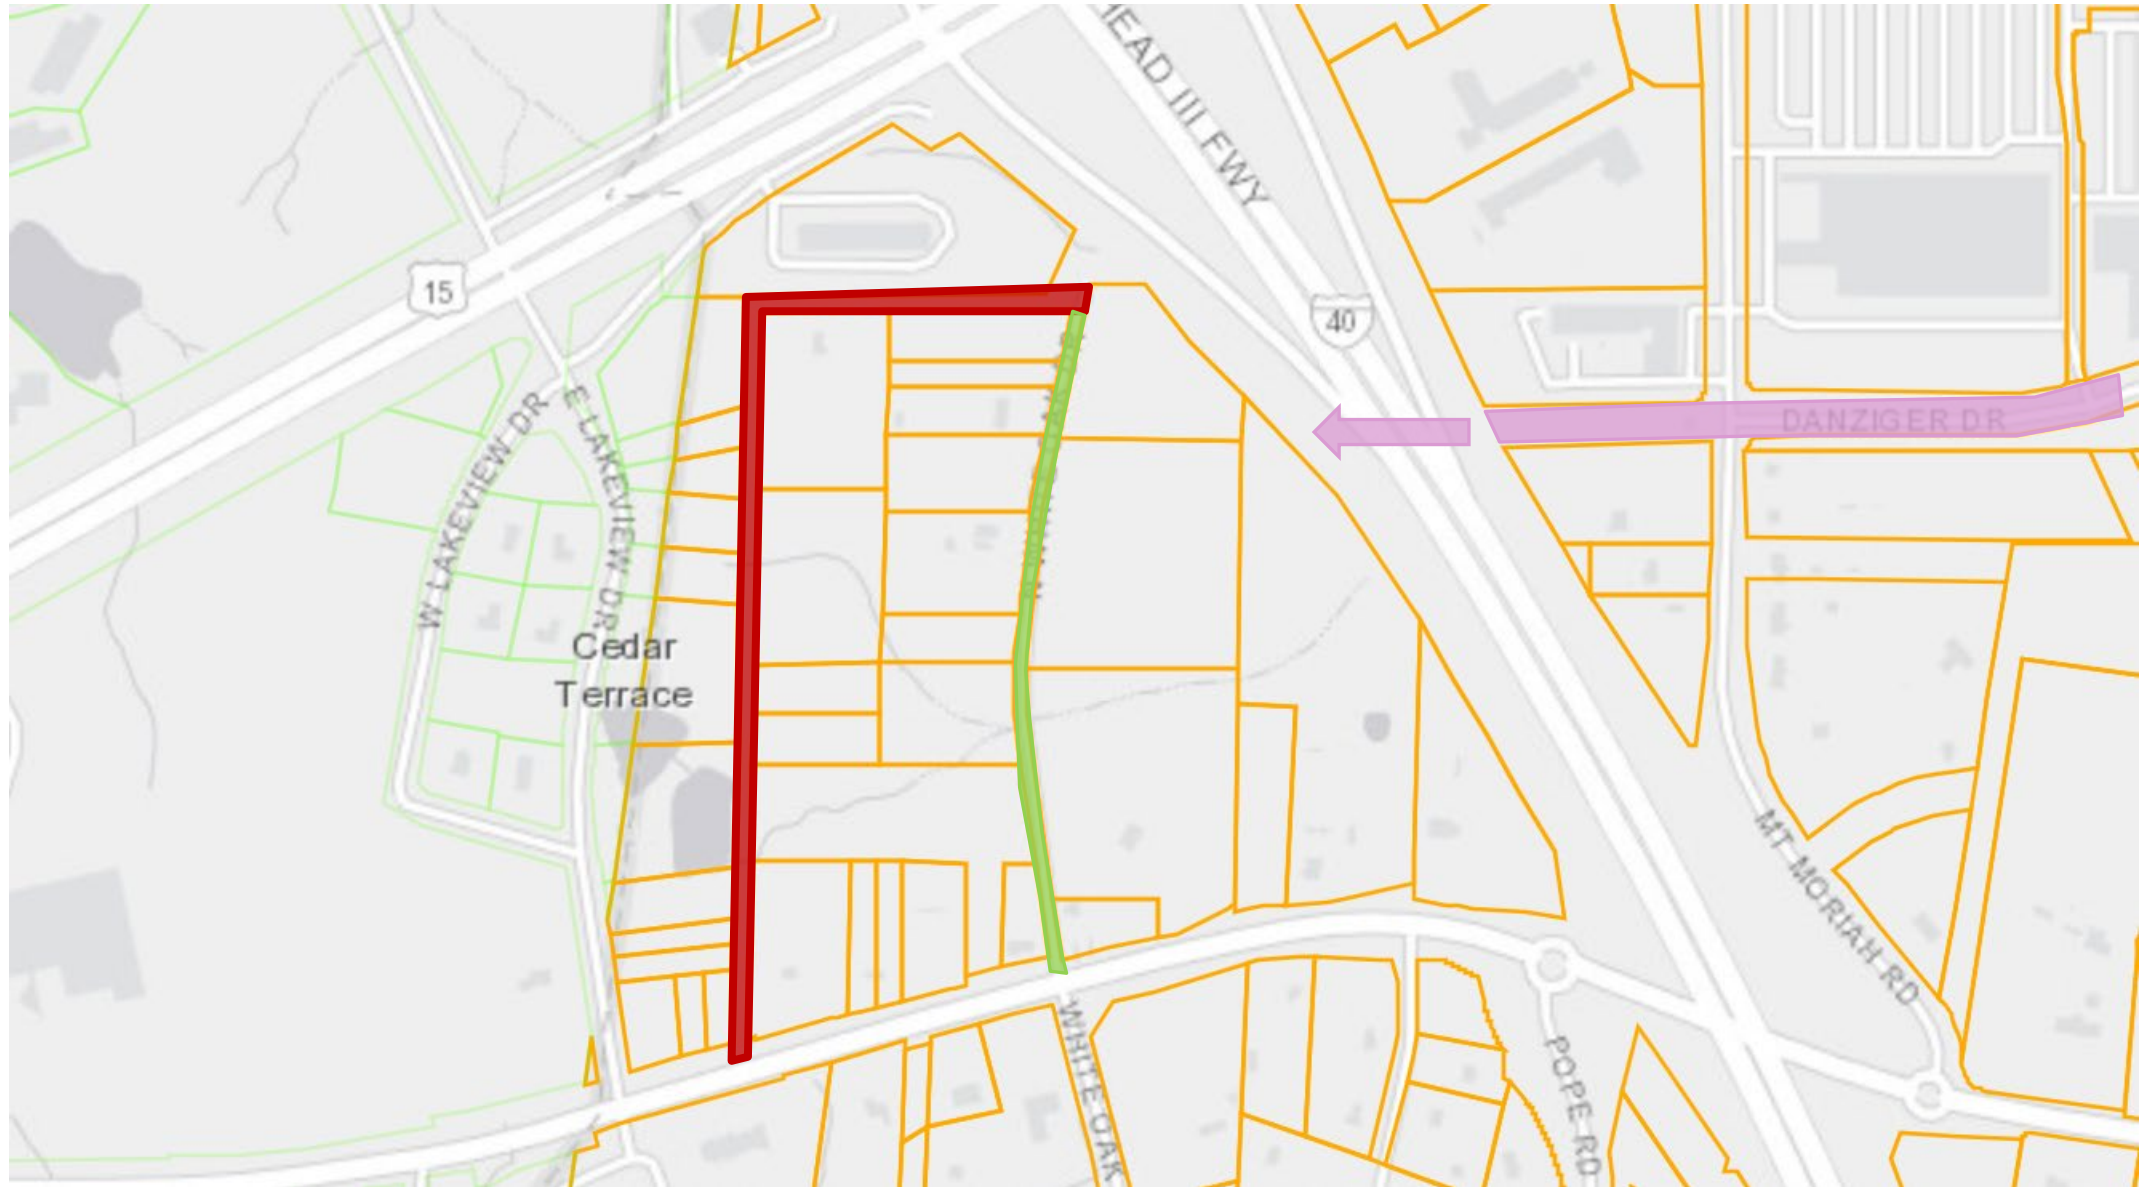 HEAD III FWY
15
40
DANZIGER DR
W LAKEVIEW DR
E LAKEVIEW DR
Cedar
Terrace
MT MORIAH RD
WHITE OAK
POPE RD